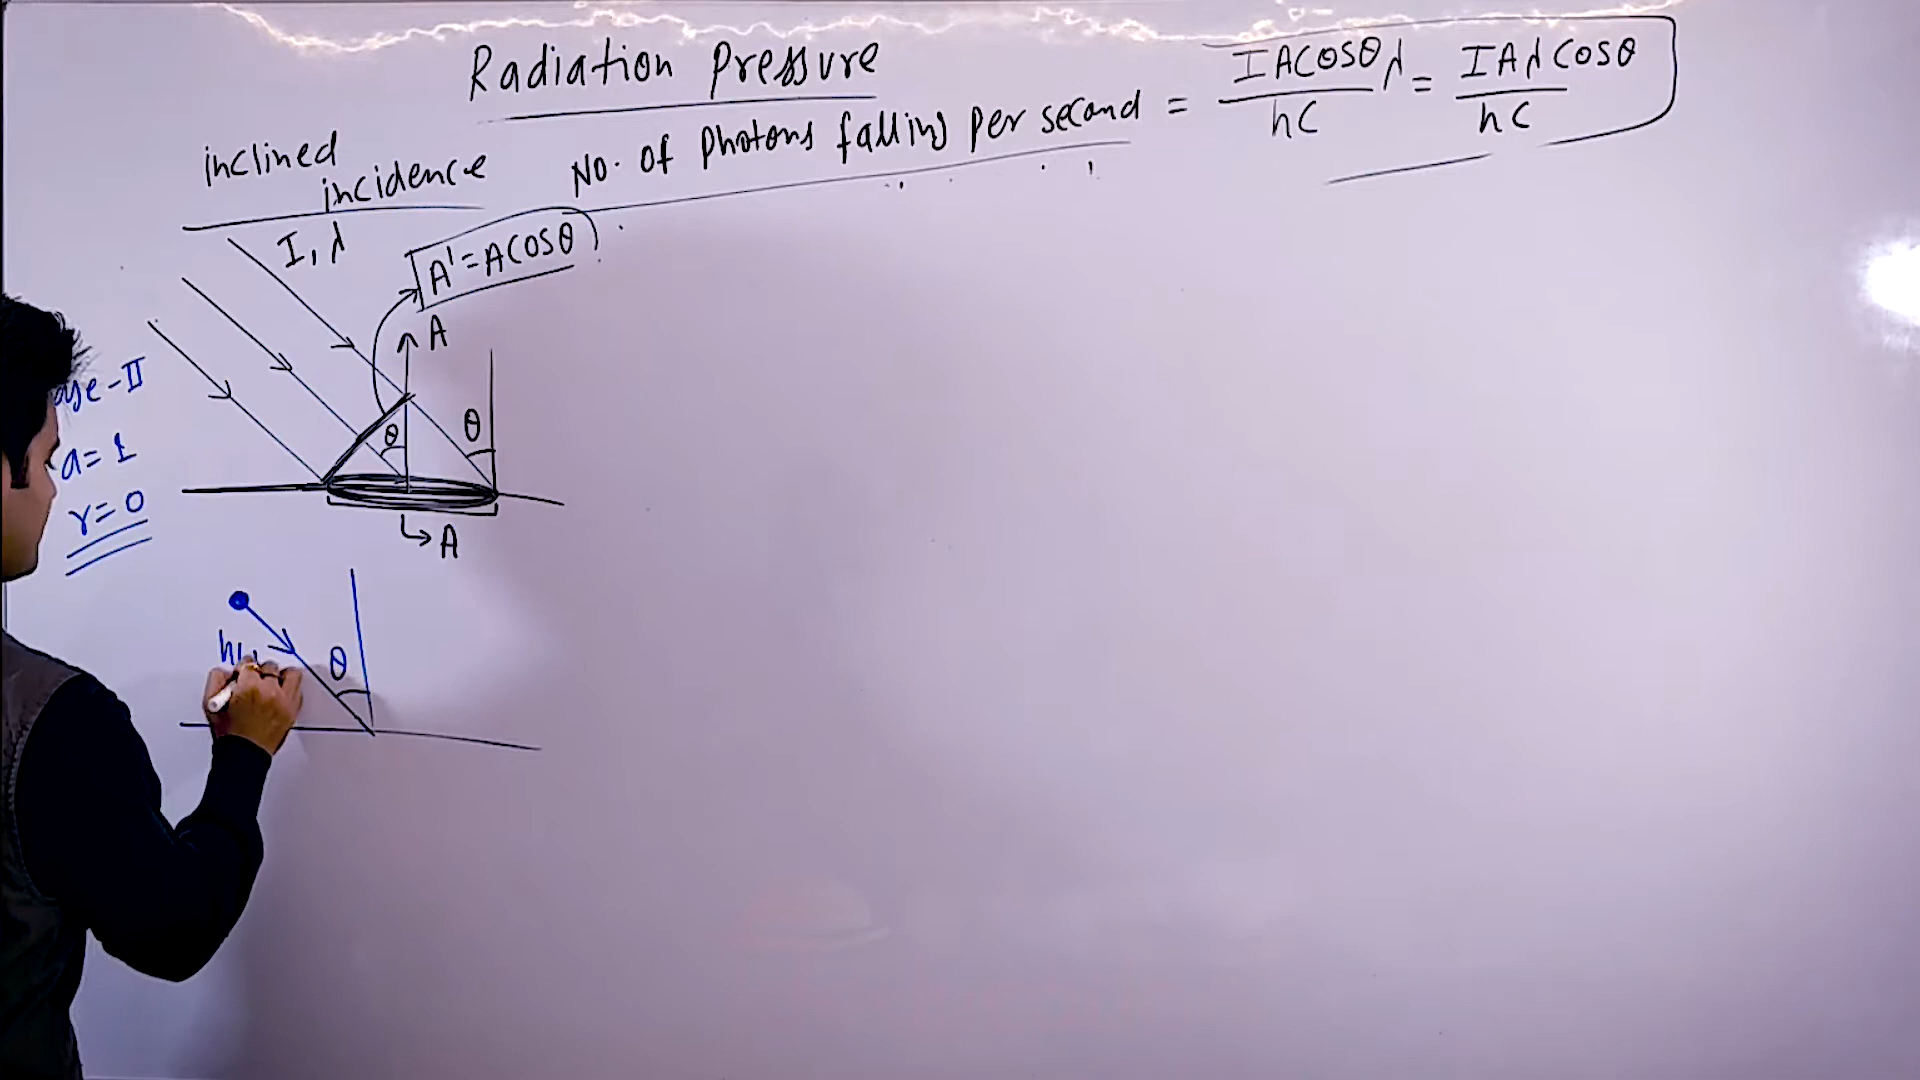 Radiation Pressure
inclined
incidence
No. of Photons falling per second = IACOSθλ/hc = IAλCOSθ/hc
I, λ
A' = ACOSθ
A
θ
θ
-II
a = 1
r = 0
A
θ
h